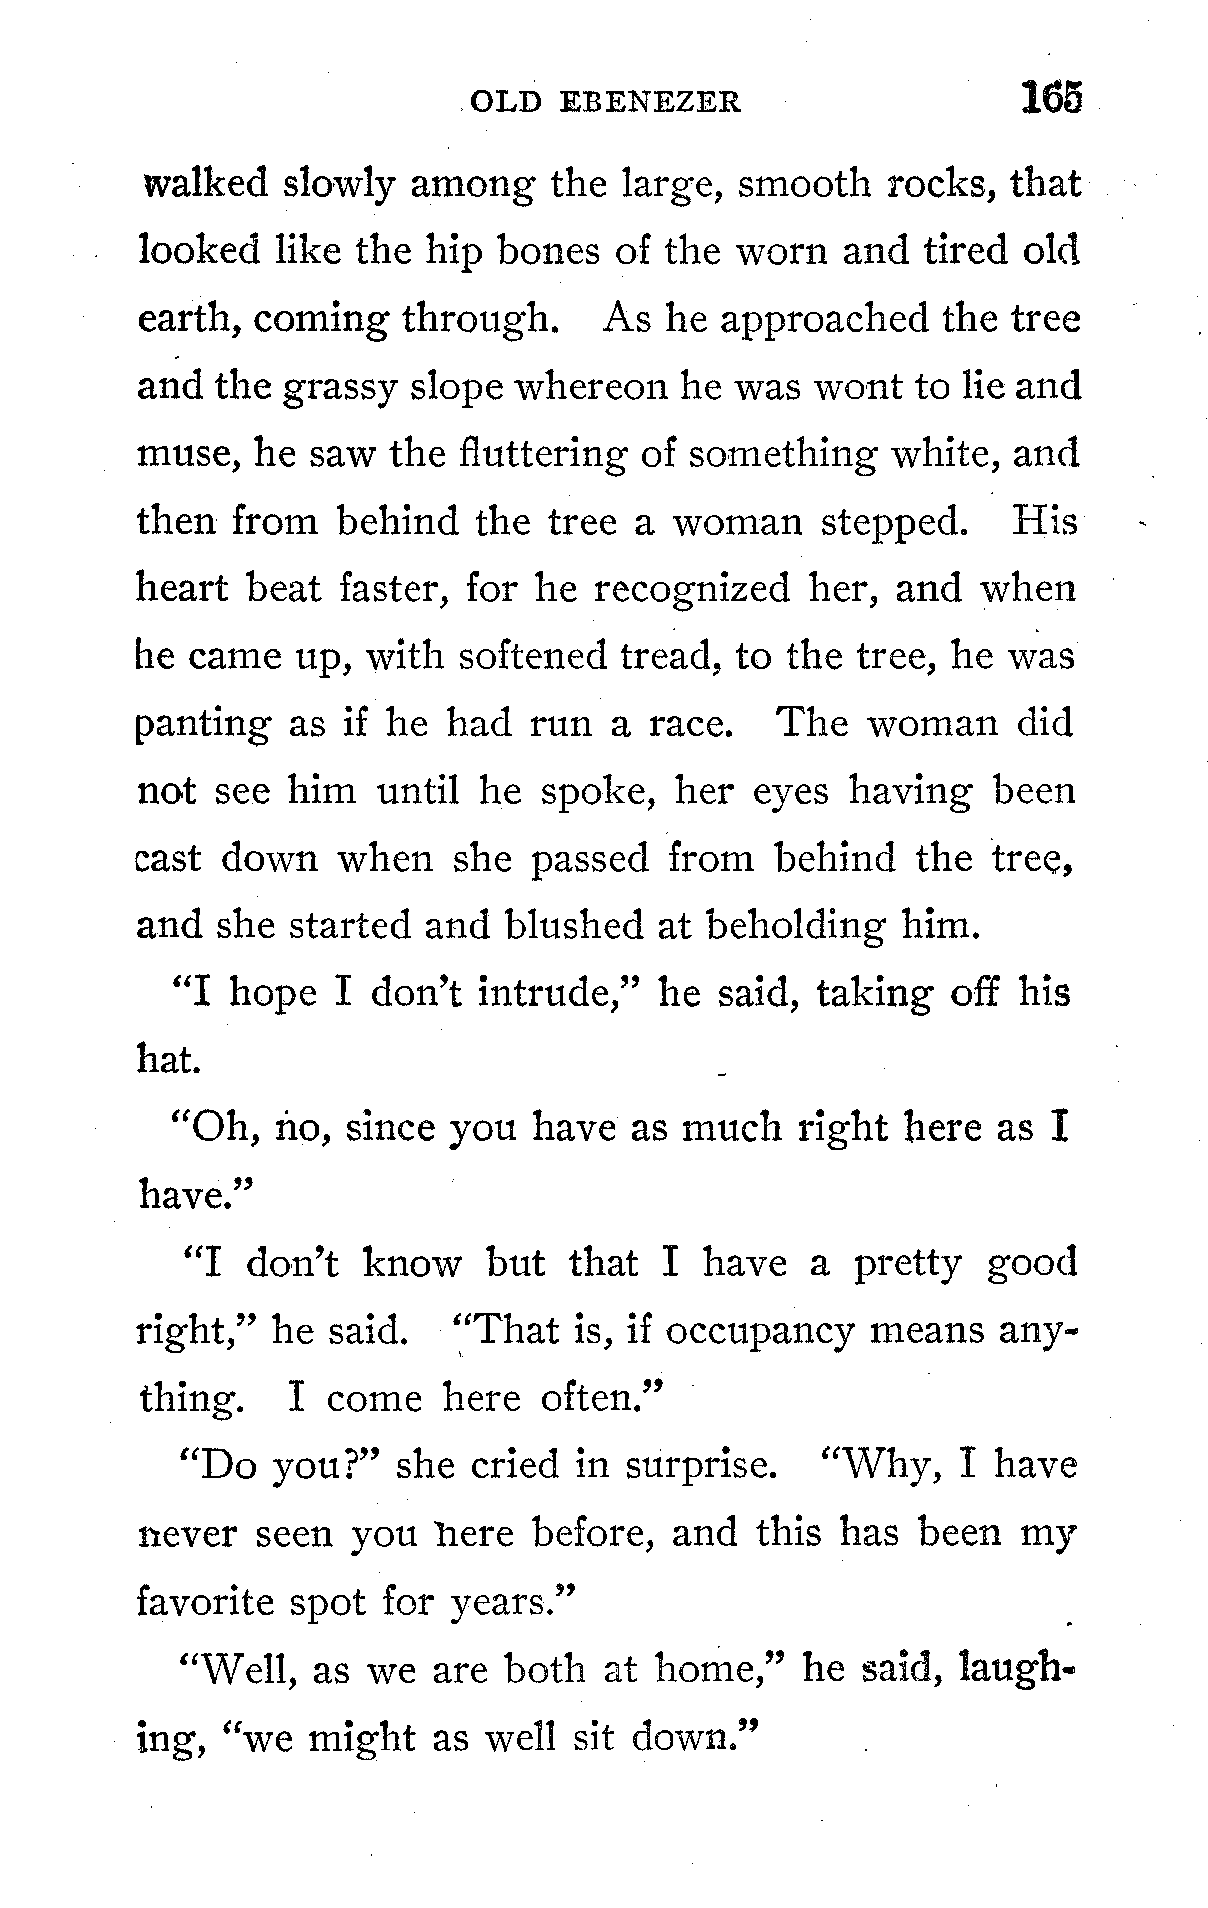 OLD EBENEZER 165
walked slowly among the large, smooth rocks, that
looked like the hip bones of the worn and tired old
earth, coming through. As he approached the tree
and the grassy slope whereon he was wont to lie and
muse, he saw the fluttering of something white, and
then from behind the tree a woman stepped. His
heart beat faster, for he recognized her, and when
he came up, with softened tread, to the tree, he was
panting as if he had run a race. The woman did
not see him until he spoke, her eyes having been
cast down when she passed from behind the tree,
and she started and blushed at beholding him.
“I hope I don’t intrude,” he said, taking off his
hat.
“Oh, no, since you have as much right here as I
have.”
“I don’t know but that I have a pretty good
right,” he said. “That is, if occupancy means any-
thing. I come here often.”
“Do you?” she cried in surprise. “Why, I have
never seen you here before, and this has been my
favorite spot for years.”
“Well, as we are both at home,” he said, laugh-
ing, “we might as well sit down.”